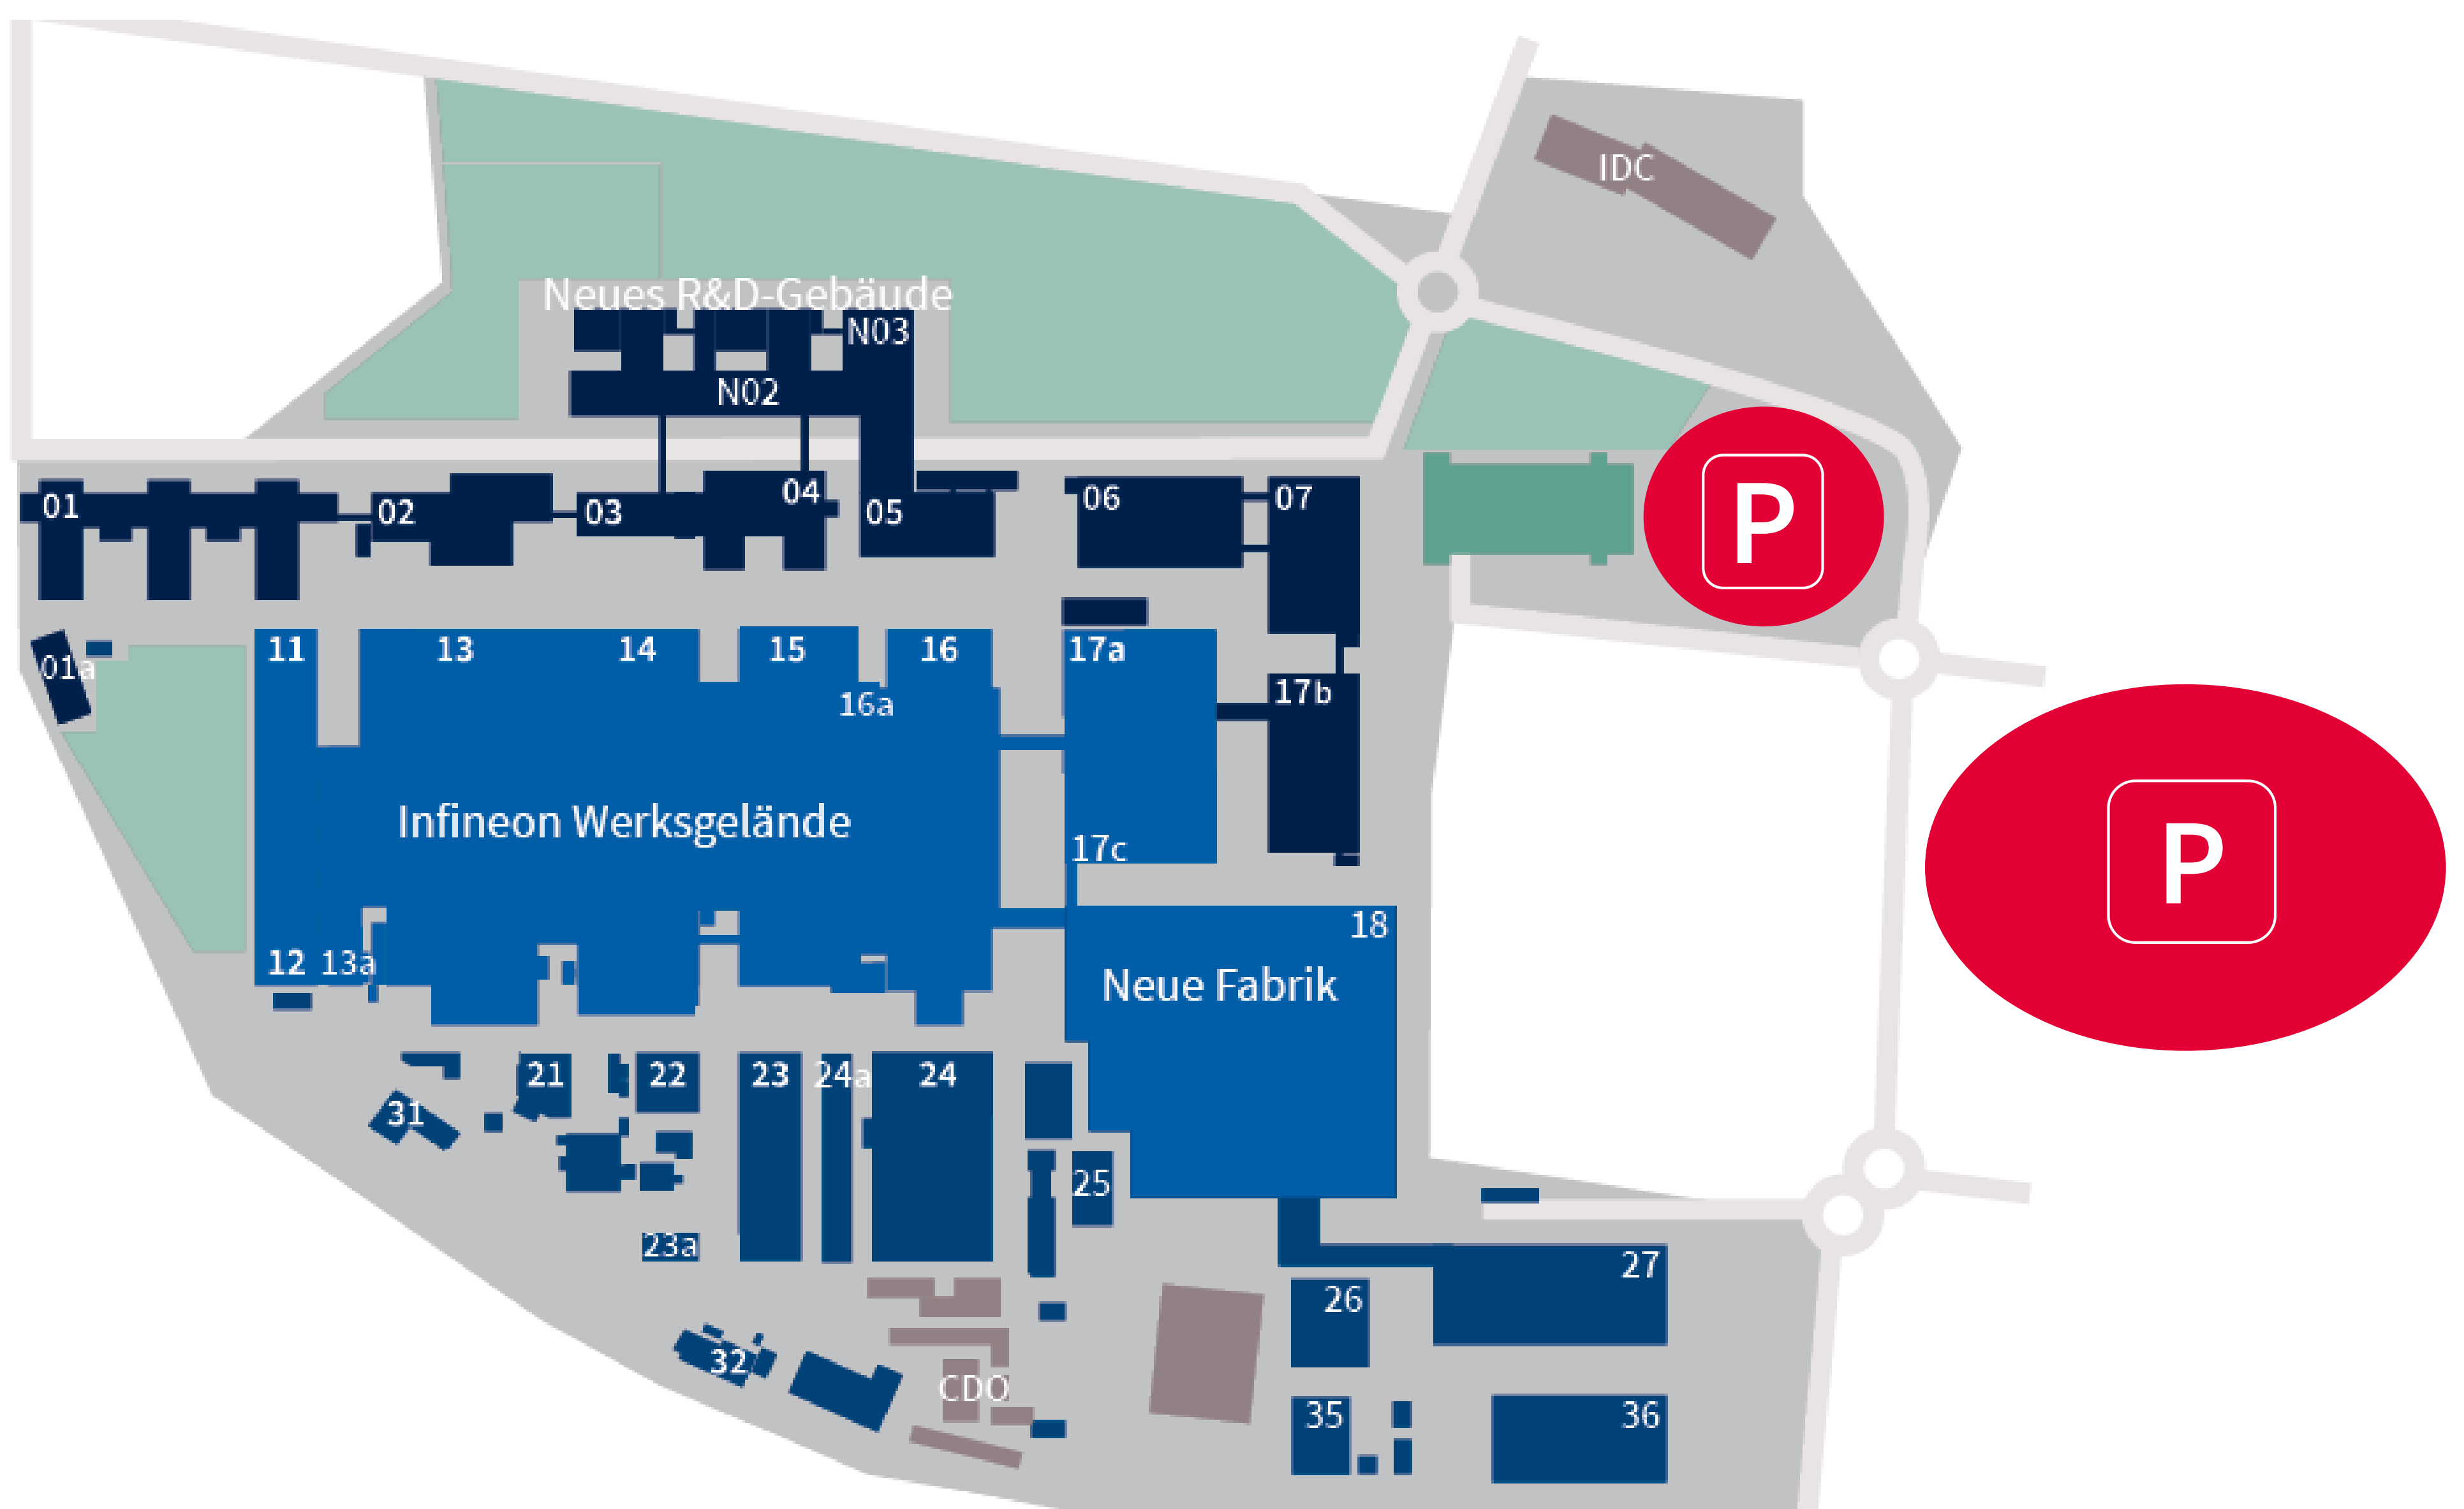 IDC
Neues R&D-Gebäude
N03
N02
01
02
03
04
05
06
07
P
01a
11
13
14
15
16
16a
17a
17b
Infineon Werksgelände
17c
P
12
13a
18
Neue Fabrik
31
21
22
23
24a
24
25
23a
27
26
32
CDO
35
36